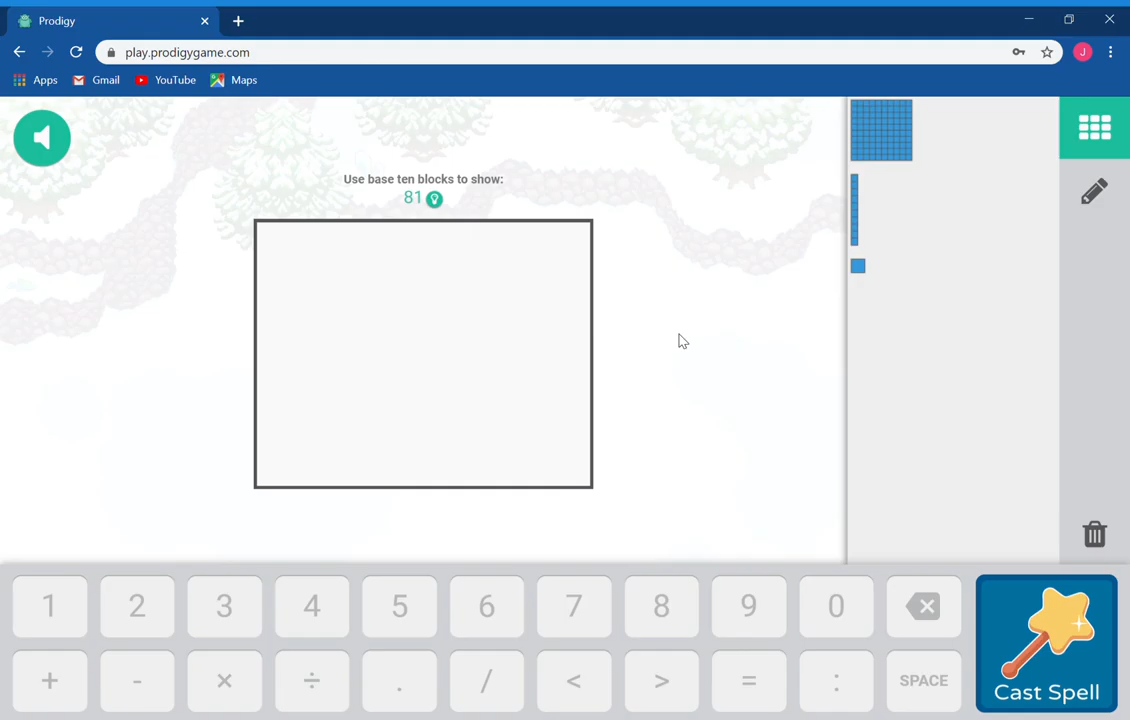 Prodigy
play.prodigygame.com
J
Apps Gmail YouTube Maps
Use base ten blocks to show:
81
1 2 3 4 5 6 7 8 9 0
+ - × ÷ . / < > = : SPACE
Cast Spell